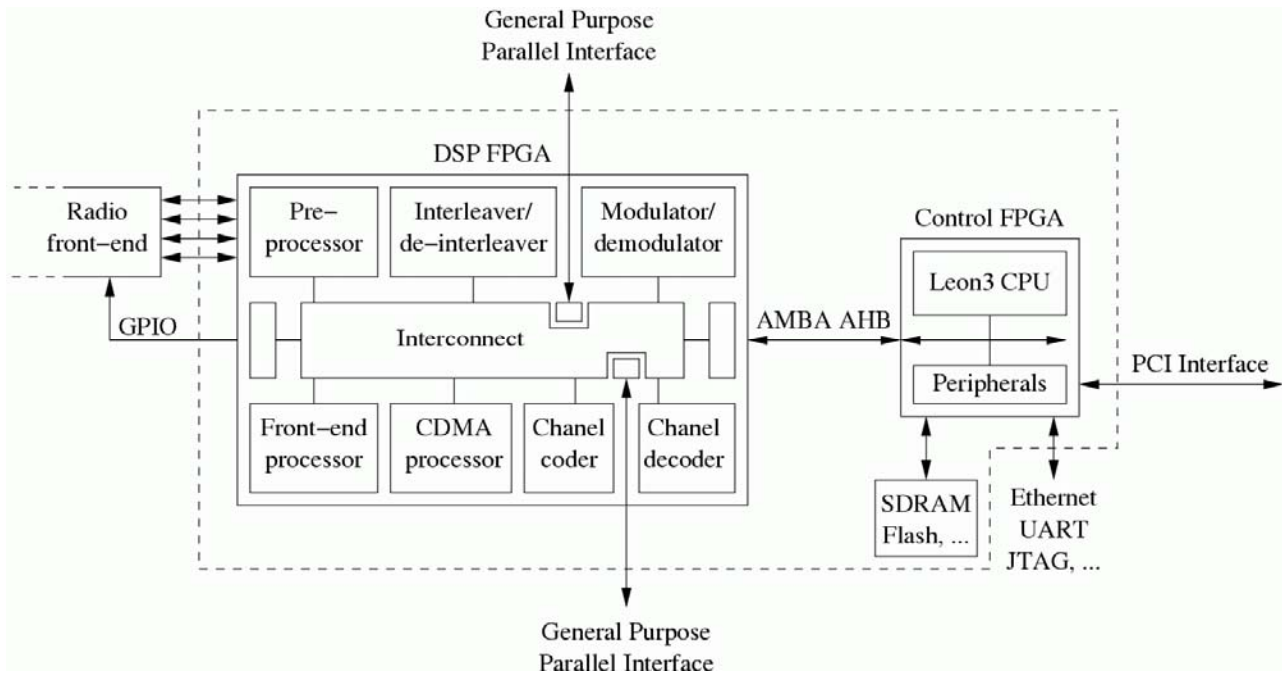 General Purpose
Parallel Interface
DSP FPGA
Radio
front-end
Pre-
processor
Interleaver/
de-interleaver
Modulator/
demodulator
Control FPGA
Leon3 CPU
GPIO
Interconnect
AMBA AHB
PCI Interface
Peripherals
Front-end
processor
CDMA
processor
Chanel
coder
Chanel
decoder
SDRAM
Flash, ...
Ethernet
UART
JTAG, ...
General Purpose
Parallel Interface